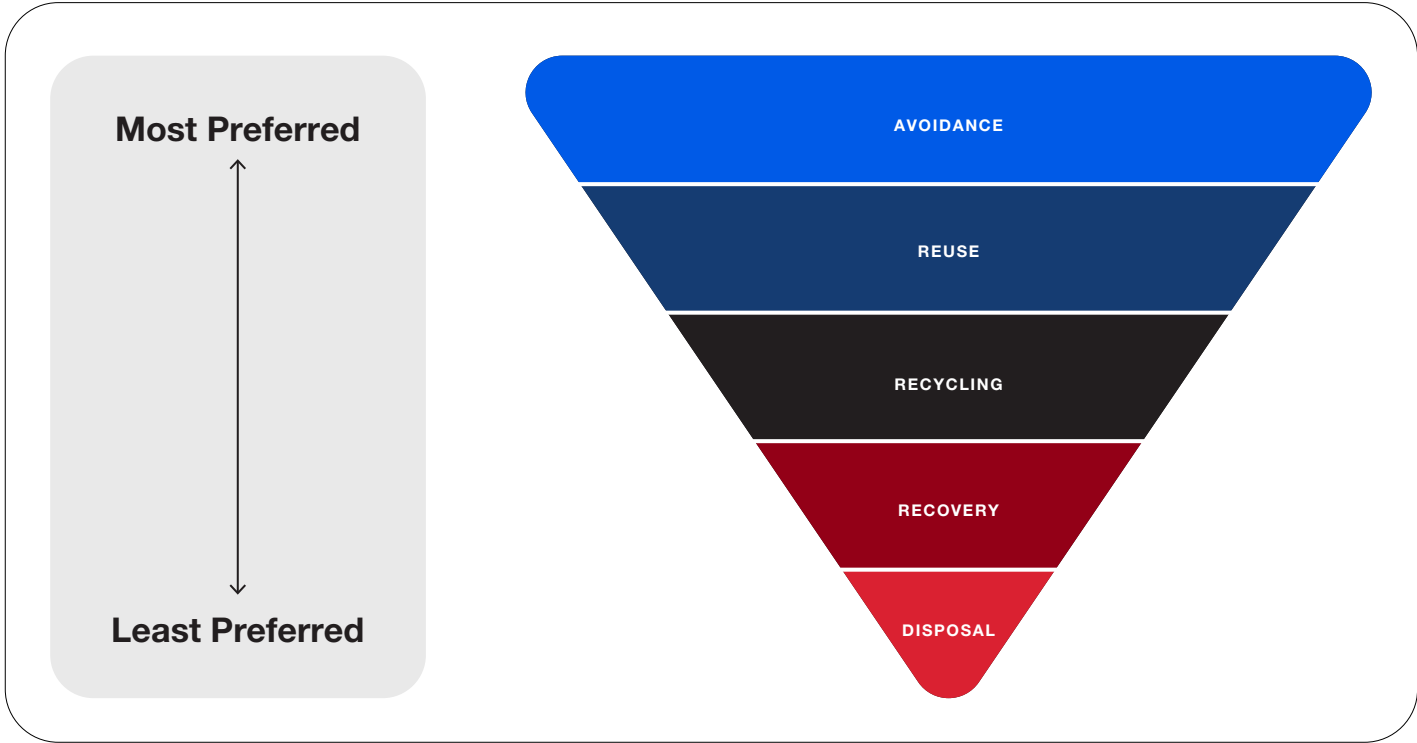 Most Preferred
Least Preferred
AVOIDANCE
REUSE
RECYCLING
RECOVERY
DISPOSAL